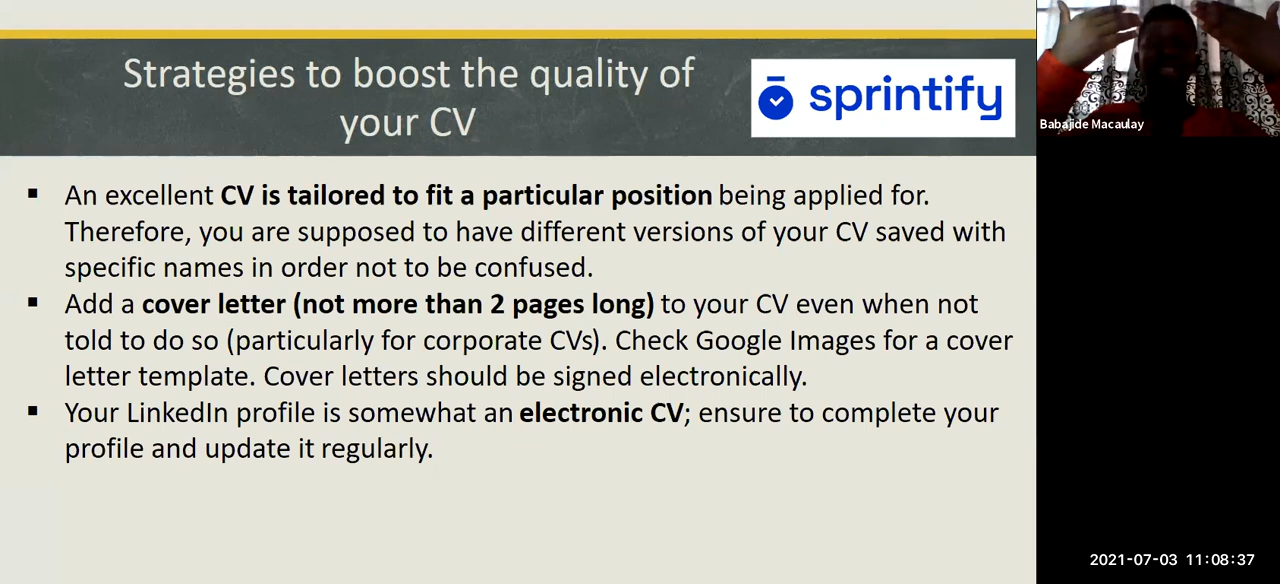 Strategies to boost the quality of
your CV
sprintify
Babajide Macaulay
▪ An excellent CV is tailored to fit a particular position being applied for.
Therefore, you are supposed to have different versions of your CV saved with
specific names in order not to be confused.
▪ Add a cover letter (not more than 2 pages long) to your CV even when not
told to do so (particularly for corporate CVs). Check Google Images for a cover
letter template. Cover letters should be signed electronically.
▪ Your LinkedIn profile is somewhat an electronic CV; ensure to complete your
profile and update it regularly.
2021-07-03 11:08:37